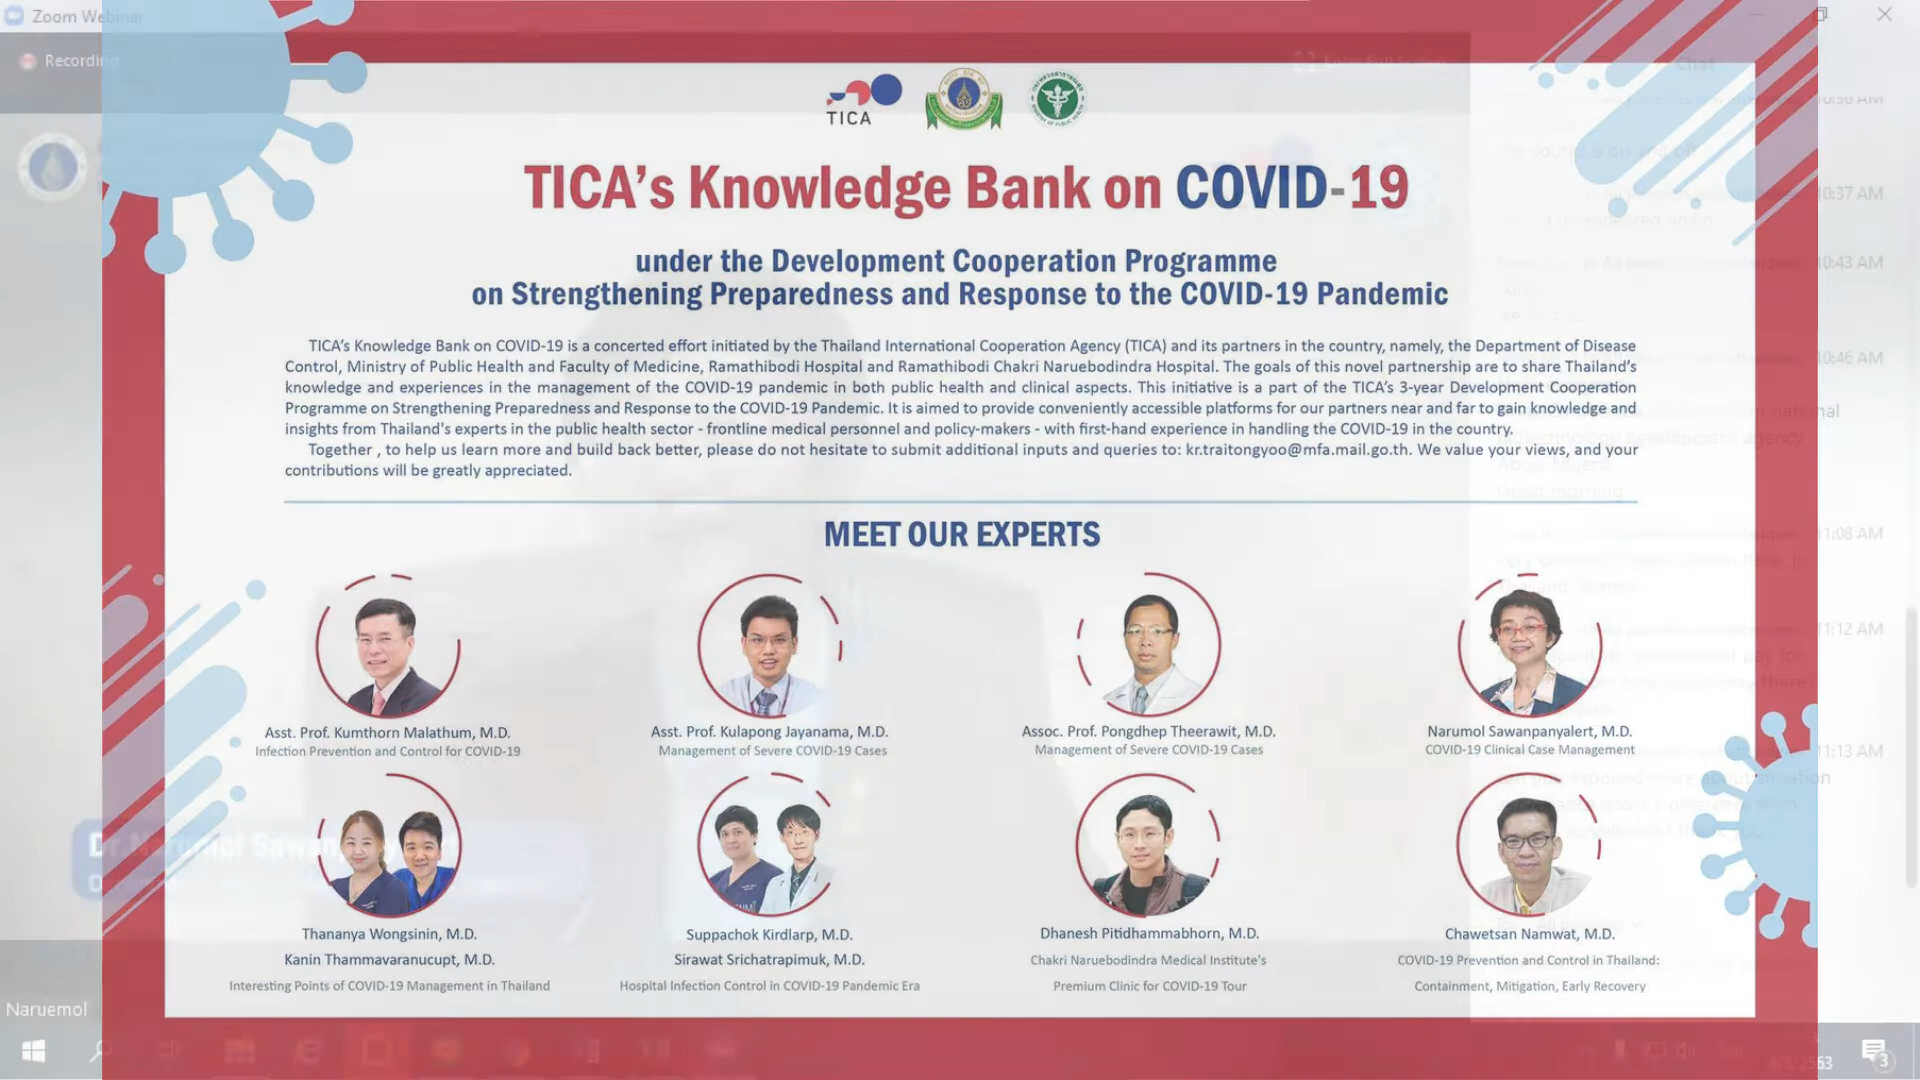 Zoom Webinar
Recording
TICA
TICA's Knowledge Bank on COVID-19
under the Development Cooperation Programme
on Strengthening Preparedness and Response to the COVID-19 Pandemic
TICA's Knowledge Bank on COVID-19 is a concerted effort initiated by the Thailand International Cooperation Agency (TICA) and its partners in the country, namely, the Department of Disease
Control, Ministry of Public Health and Faculty of Medicine, Ramathibodi Hospital and Ramathibodi Chakri Naruebodindra Hospital. The goals of this novel partnership are to share Thailand's
knowledge and experiences in the management of the COVID-19 pandemic in both public health and clinical aspects. This initiative is a part of the TICA's 3-year Development Cooperation
Programme on Strengthening Preparedness and Response to the COVID-19 Pandemic. It is aimed to provide conveniently accessible platforms for our partners near and far to gain knowledge and
insights from Thailand's experts in the public health sector - frontline medical personnel and policy-makers - with first-hand experience in handling the COVID-19 in the country.
Together , to help us learn more and build back better, please do not hesitate to submit additional inputs and queries to: kr.traitongyoo@mfa.mail.go.th. We value your views, and your
contributions will be greatly appreciated.
MEET OUR EXPERTS
Asst. Prof. Kumthorn Malathum, M.D.
Infection Prevention and Control for COVID-19
Asst. Prof. Kulapong Jayanama, M.D.
Management of Severe COVID-19 Cases
Assoc. Prof. Pongdhep Theerawit, M.D.
Management of Severe COVID-19 Cases
Narumol Sawanpanyalert, M.D.
COVID-19 Clinical Case Management
Thananya Wongsinin, M.D.
Kanin Thammavaranucupt, M.D.
Interesting Points of COVID-19 Management in Thailand
Suppachok Kirdlarp, M.D.
Sirawat Srichatrapimuk, M.D.
Hospital Infection Control in COVID-19 Pandemic Era
Dhanesh Pitidhammabhorn, M.D.
Chakri Naruebodindra Medical Institute's
Premium Clinic for COVID-19 Tour
Chawetsan Namwat, M.D.
COVID-19 Prevention and Control in Thailand:
Containment, Mitigation, Early Recovery
Chat
10:36 AM
10:37 AM
10:43 AM
10:46 AM
national
11:08 AM
11:12 AM
11:13 AM
Naruemol
3